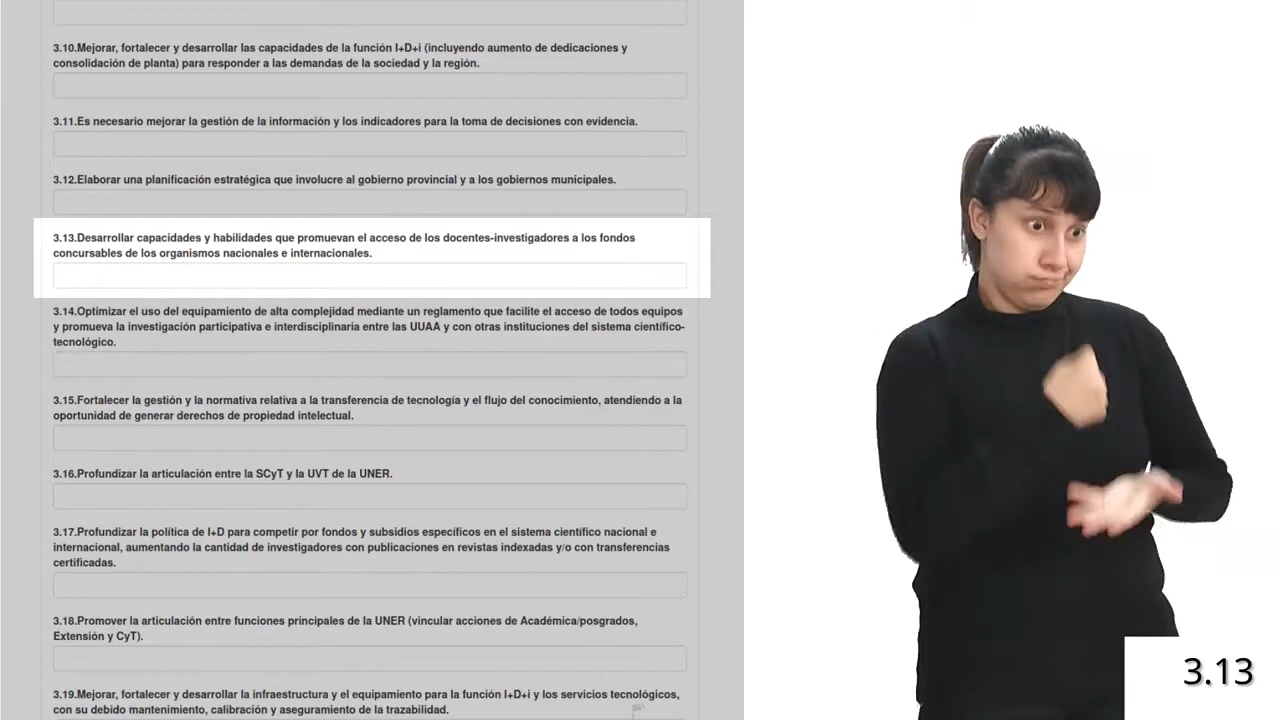 3.10.Mejorar, fortalecer y desarrollar las capacidades de la función I+D+i (incluyendo aumento de dedicaciones y
consolidación de planta) para responder a las demandas de la sociedad y la región.
3.11.Es necesario mejorar la gestión de la información y los indicadores para la toma de decisiones con evidencia.
3.12.Elaborar una planificación estratégica que involucre al gobierno provincial y a los gobiernos municipales.
3.13.Desarrollar capacidades y habilidades que promuevan el acceso de los docentes-investigadores a los fondos
concursables de los organismos nacionales e internacionales.
3.14.Optimizar el uso del equipamiento de alta complejidad mediante un reglamento que facilite el acceso de todos equipos
y promueva la investigación participativa e interdisciplinaria entre las UUAA y con otras instituciones del sistema científico-
tecnológico.
3.15.Fortalecer la gestión y la normativa relativa a la transferencia de tecnología y el flujo del conocimiento, atendiendo a la
oportunidad de generar derechos de propiedad intelectual.
3.16.Profundizar la articulación entre la SCyT y la UVT de la UNER.
3.17.Profundizar la política de I+D para competir por fondos y subsidios específicos en el sistema científico nacional e
internacional, aumentando la cantidad de investigadores con publicaciones en revistas indexadas y/o con transferencias
certificadas.
3.18.Promover la articulación entre funciones principales de la UNER (vincular acciones de Académica/posgrados,
Extensión y CyT).
3.19.Mejorar, fortalecer y desarrollar la infraestructura y el equipamiento para la función I+D+i y los servicios tecnológicos,
con su debido mantenimiento, calibración y aseguramiento de la trazabilidad.
3.13